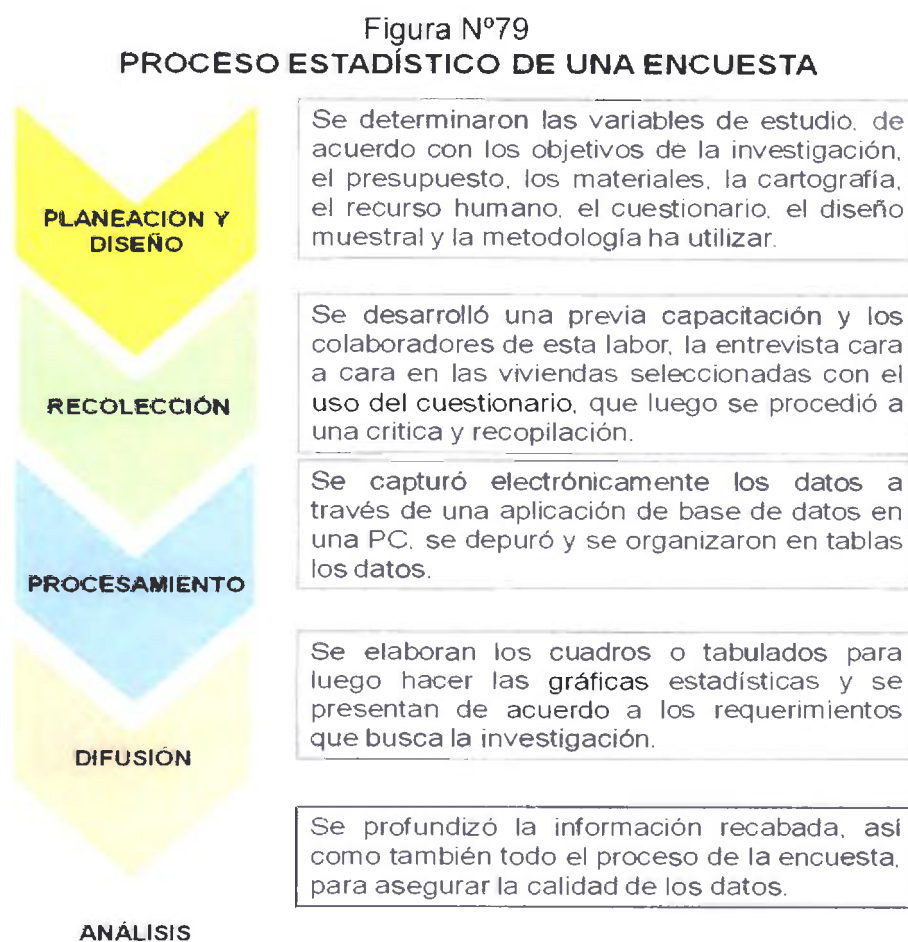 Figura Nº79
PROCESO ESTADÍSTICO DE UNA ENCUESTA
PLANEACION Y
DISEÑO
Se determinaron las variables de estudio, de
acuerdo con los objetivos de la investigación,
el presupuesto, los materiales, la cartografía,
el recurso humano, el cuestionario, el diseño
muestral y la metodología ha utilizar.
RECOLECCIÓN
Se desarrolló una previa capacitación y los
colaboradores de esta labor, la entrevista cara
a cara en las viviendas seleccionadas con el
uso del cuestionario, que luego se procedió a
una critica y recopilación.
PROCESAMIENTO
Se capturó electrónicamente los datos a
través de una aplicación de base de datos en
una PC, se depuró y se organizaron en tablas
los datos.
DIFUSIÓN
Se elaboran los cuadros o tabulados para
luego hacer las gráficas estadísticas y se
presentan de acuerdo a los requerimientos
que busca la investigación.
ANÁLISIS
Se profundizó la información recabada, así
como también todo el proceso de la encuesta,
para asegurar la calidad de los datos.